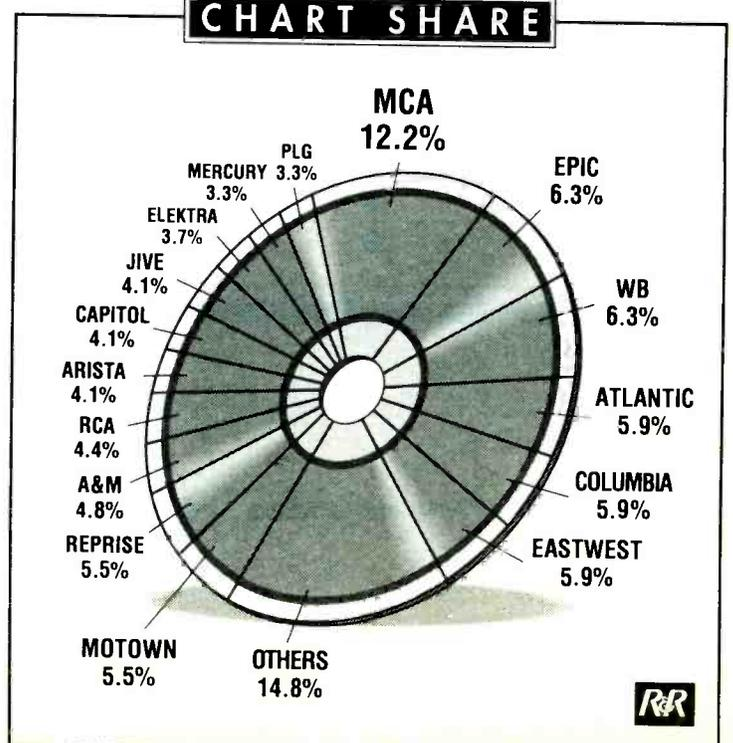 CHART SHARE
MCA
12.2%
EPIC
6.3%
WB
6.3%
ATLANTIC
5.9%
COLUMBIA
5.9%
EASTWEST
5.9%
OTHERS
14.8%
MOTOWN
5.5%
REPRISE
5.5%
A&M
4.8%
RCA
4.4%
ARISTA
4.1%
CAPITOL
4.1%
JIVE
4.1%
ELEKTRA
3.7%
MERCURY
3.3%
PLG
3.3%
R&R